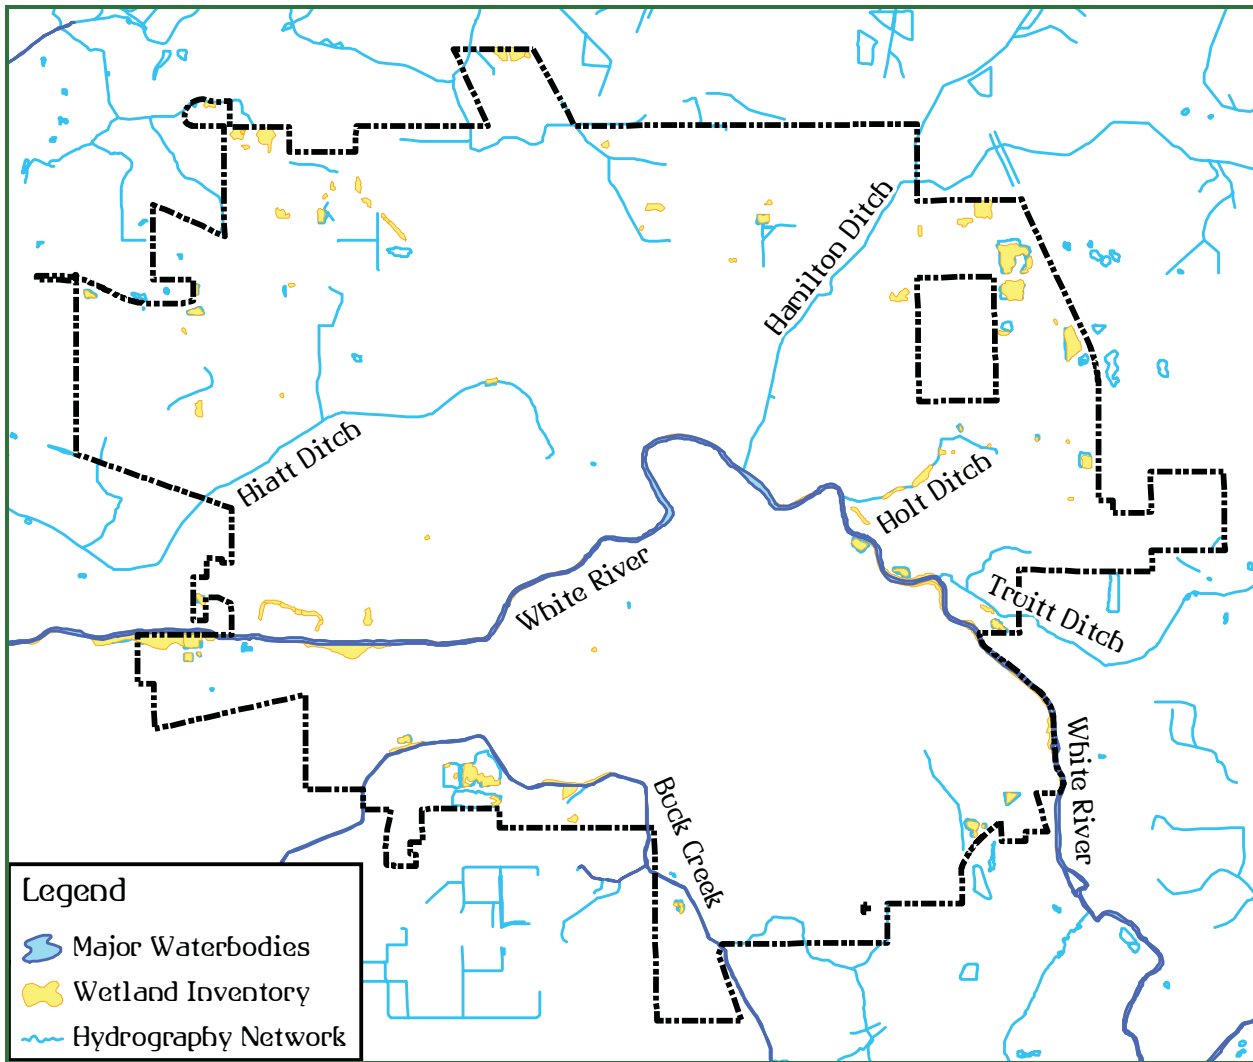 Hamilton Ditch
Hiatt Ditch
Holt Ditch
White River
Truitt Ditch
White River
Buck Creek
Legend
Major Waterbodies
Wetland Inventory
Hydrography Network